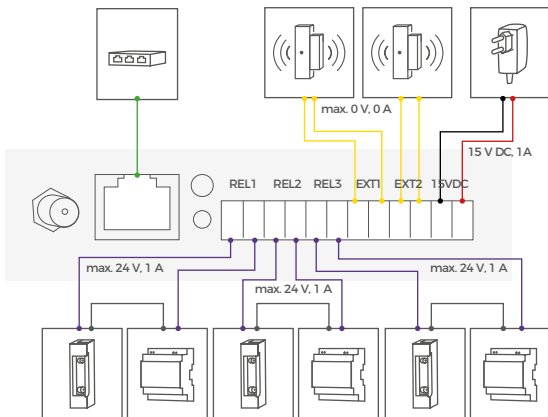 max. 0 V, 0 A
15 V DC, 1A
REL1 REL2 REL3 EXT1 EXT2 15VDC
max. 24 V, 1 A
max. 24 V, 1 A
max. 24 V, 1 A